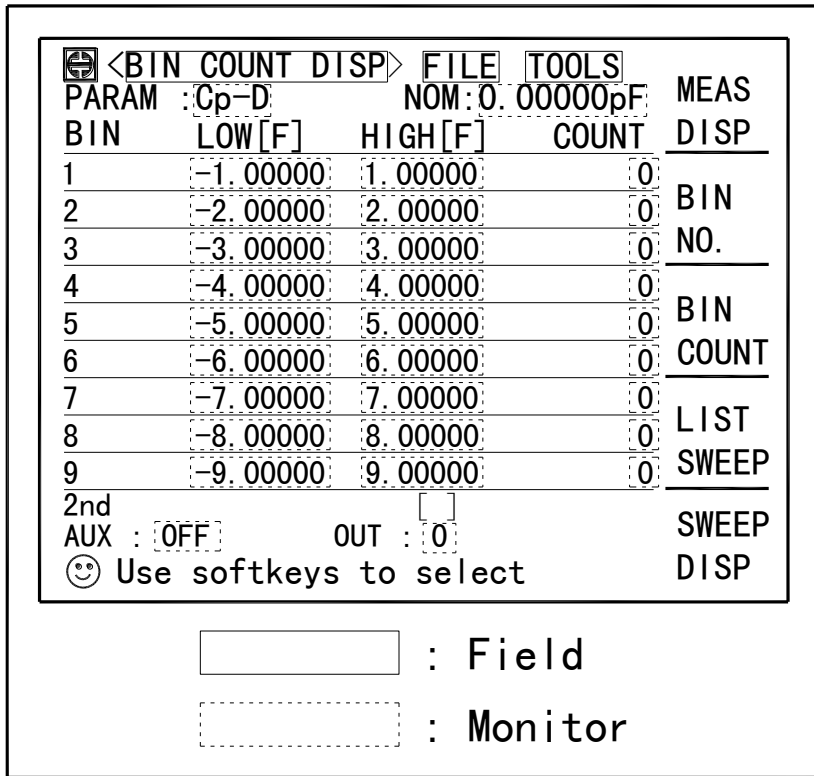 <BIN COUNT DISP> FILE TOOLS
PARAM :Cp-D NOM:0.00000pF
BIN LOW[F] HIGH[F] COUNT
1 -1.00000 1.00000 0
2 -2.00000 2.00000 0
3 -3.00000 3.00000 0
4 -4.00000 4.00000 0
5 -5.00000 5.00000 0
6 -6.00000 6.00000 0
7 -7.00000 7.00000 0
8 -8.00000 8.00000 0
9 -9.00000 9.00000 0
2nd [ ]
AUX : OFF OUT : 0
Use softkeys to select
MEAS
DISP
BIN
NO.
BIN
COUNT
LIST
SWEEP
SWEEP
DISP
: Field
: Monitor